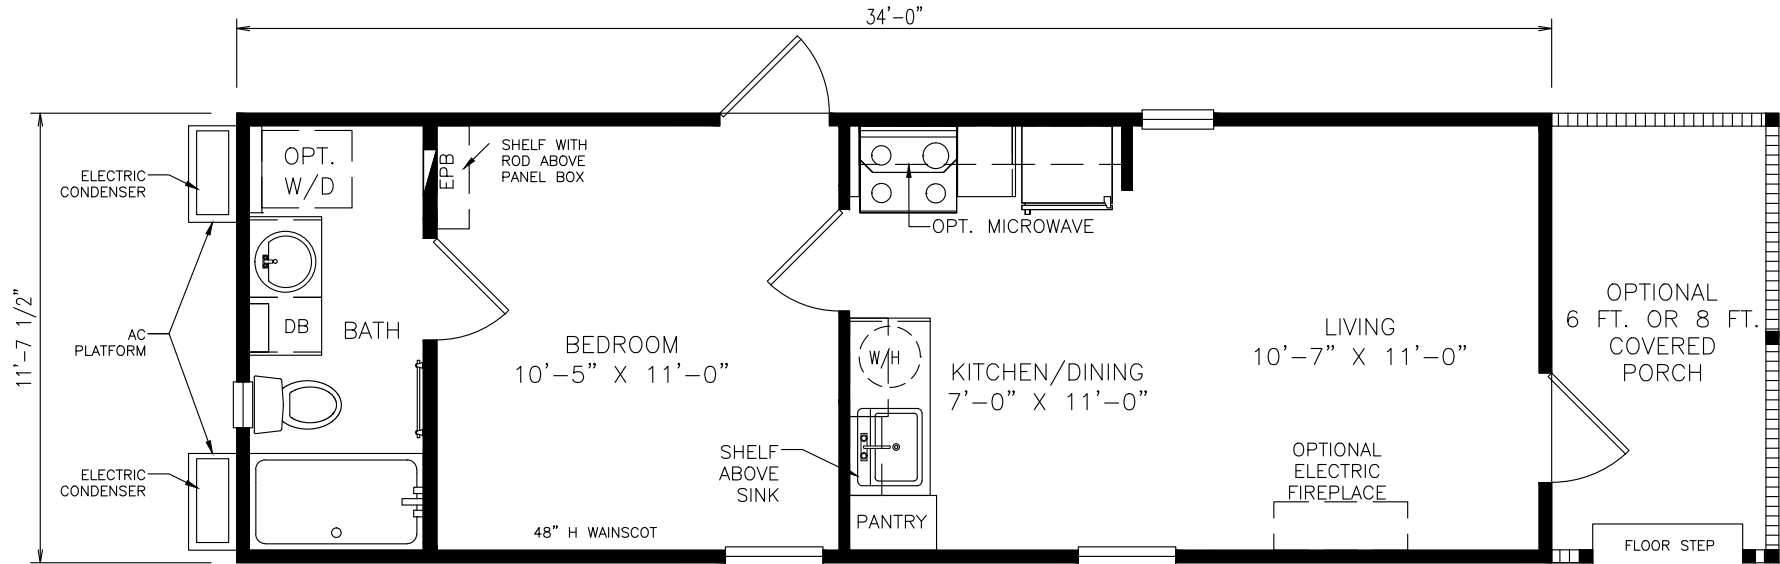 34'-0"
11'-7 1/2"
ELECTRIC
CONDENSER
OPT.
W/D
EPB
SHELF WITH
ROD ABOVE
PANEL BOX
OPT. MICROWAVE
AC
PLATFORM
DB
BATH
BEDROOM
10'-5" X 11'-0"
W/H
KITCHEN/DINING
7'-0" X 11'-0"
LIVING
10'-7" X 11'-0"
OPTIONAL
6 FT. OR 8 FT.
COVERED
PORCH
ELECTRIC
CONDENSER
SHELF
ABOVE
SINK
OPTIONAL
ELECTRIC
FIREPLACE
48" H WAINSCOT
PANTRY
FLOOR STEP